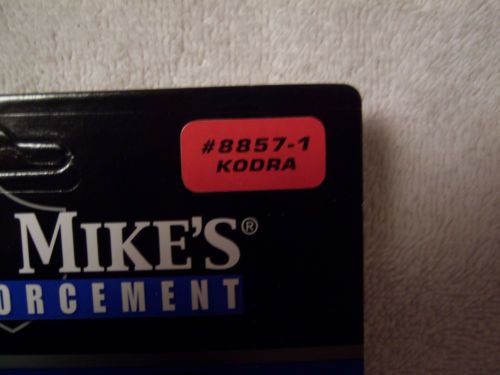 #8857-1
KODRA
MIKE'S®
ORCEMENT